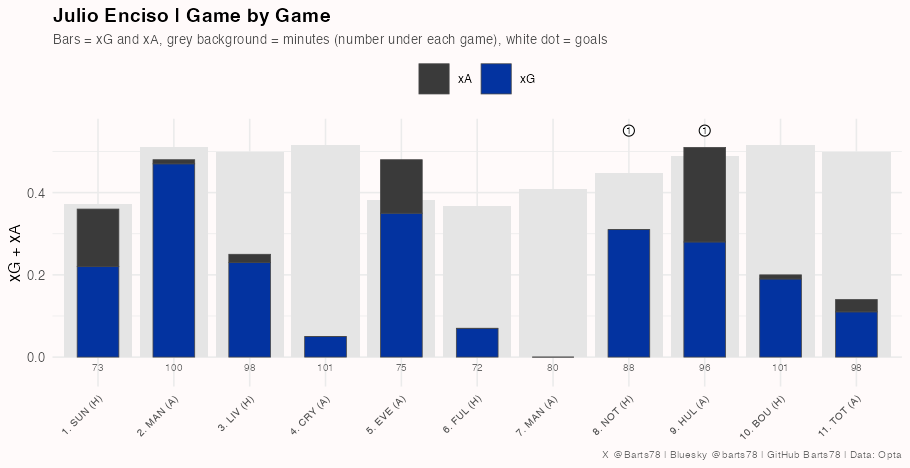 Julio Enciso | Game by Game
Bars = xG and xA, grey background = minutes (number under each game), white dot = goals
xA
xG
1
1
xG + xA
0.4
0.2
0.0
73
100
98
101
75
72
80
88
96
101
98
1. SUN (H)
2. MAN (A)
3. LIV (H)
4. CRY (A)
5. EVE (A)
6. FUL (H)
7. MAN (A)
8. NOT (H)
9. HUL (A)
10. BOU (H)
11. TOT (A)
X @Barts78 | Bluesky @barts78 | GitHub Barts78 | Data: Opta